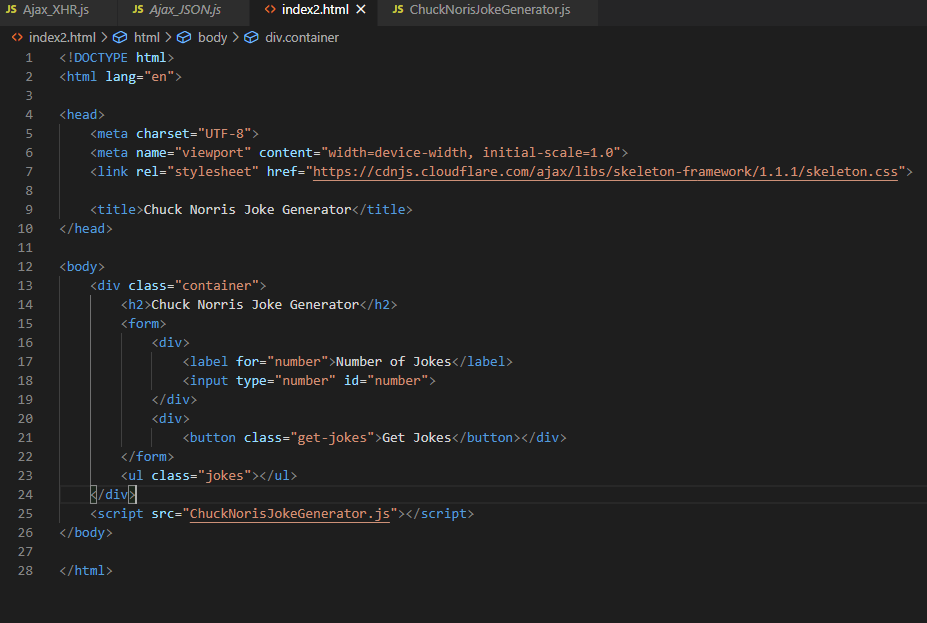 JS Ajax_XHR.js JS Ajax_JSON.js <> index2.html × JS ChuckNorisJokeGenerator.js
<> index2.html > html > body > div.container
1 <!DOCTYPE html>
2 <html lang="en">
3
4 <head>
5 <meta charset="UTF-8">
6 <meta name="viewport" content="width=device-width, initial-scale=1.0">
7 <link rel="stylesheet" href="https://cdnjs.cloudflare.com/ajax/libs/skeleton-framework/1.1.1/skeleton.css">
8
9 <title>Chuck Norris Joke Generator</title>
10 </head>
11
12 <body>
13 <div class="container">
14 <h2>Chuck Norris Joke Generator</h2>
15 <form>
16 <div>
17 <label for="number">Number of Jokes</label>
18 <input type="number" id="number">
19 </div>
20 <div>
21 <button class="get-jokes">Get Jokes</button></div>
22 </form>
23 <ul class="jokes"></ul>
24 </div>
25 <script src="ChuckNorisJokeGenerator.js"></script>
26 </body>
27
28 </html>